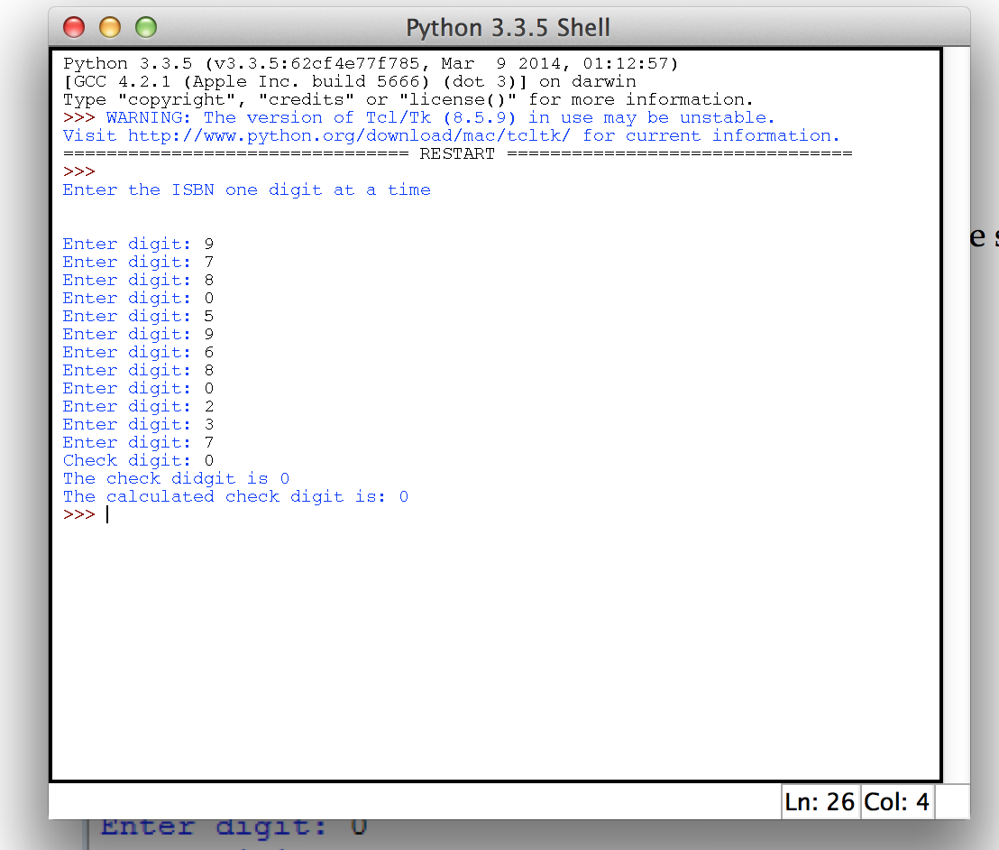 Python 3.3.5 Shell
Python 3.3.5 (v3.3.5:62cf4e77f785, Mar  9 2014, 01:12:57)
[GCC 4.2.1 (Apple Inc. build 5666) (dot 3)] on darwin
Type "copyright", "credits" or "license()" for more information.
>>> WARNING: The version of Tcl/Tk (8.5.9) in use may be unstable.
Visit http://www.python.org/download/mac/tcltk/ for current information.
================================ RESTART ================================
>>>
Enter the ISBN one digit at a time
Enter digit: 9
Enter digit: 7
Enter digit: 8
Enter digit: 0
Enter digit: 5
Enter digit: 9
Enter digit: 6
Enter digit: 8
Enter digit: 0
Enter digit: 2
Enter digit: 3
Enter digit: 7
Check digit: 0
The check didgit is 0
The calculated check digit is: 0
>>>
Ln: 26 Col: 4
Enter digit: 0